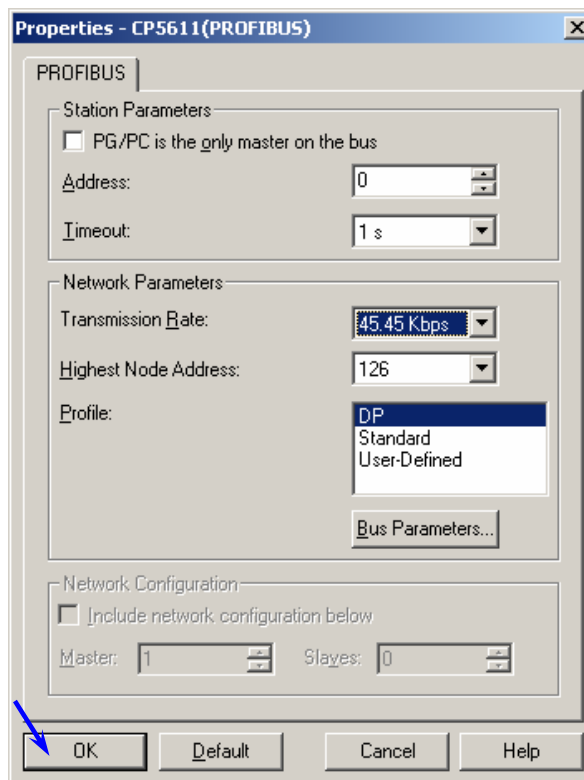 Properties - CP5611(PROFIBUS)
PROFIBUS
Station Parameters
PG/PC is the only master on the bus
Address: 0
Timeout: 1 s
Network Parameters
Transmission Rate: 45.45 Kbps
Highest Node Address: 126
Profile: DP
Standard
User-Defined
Bus Parameters...
Network Configuration
Include network configuration below
Master: 1 Slaves: 0
OK Default Cancel Help